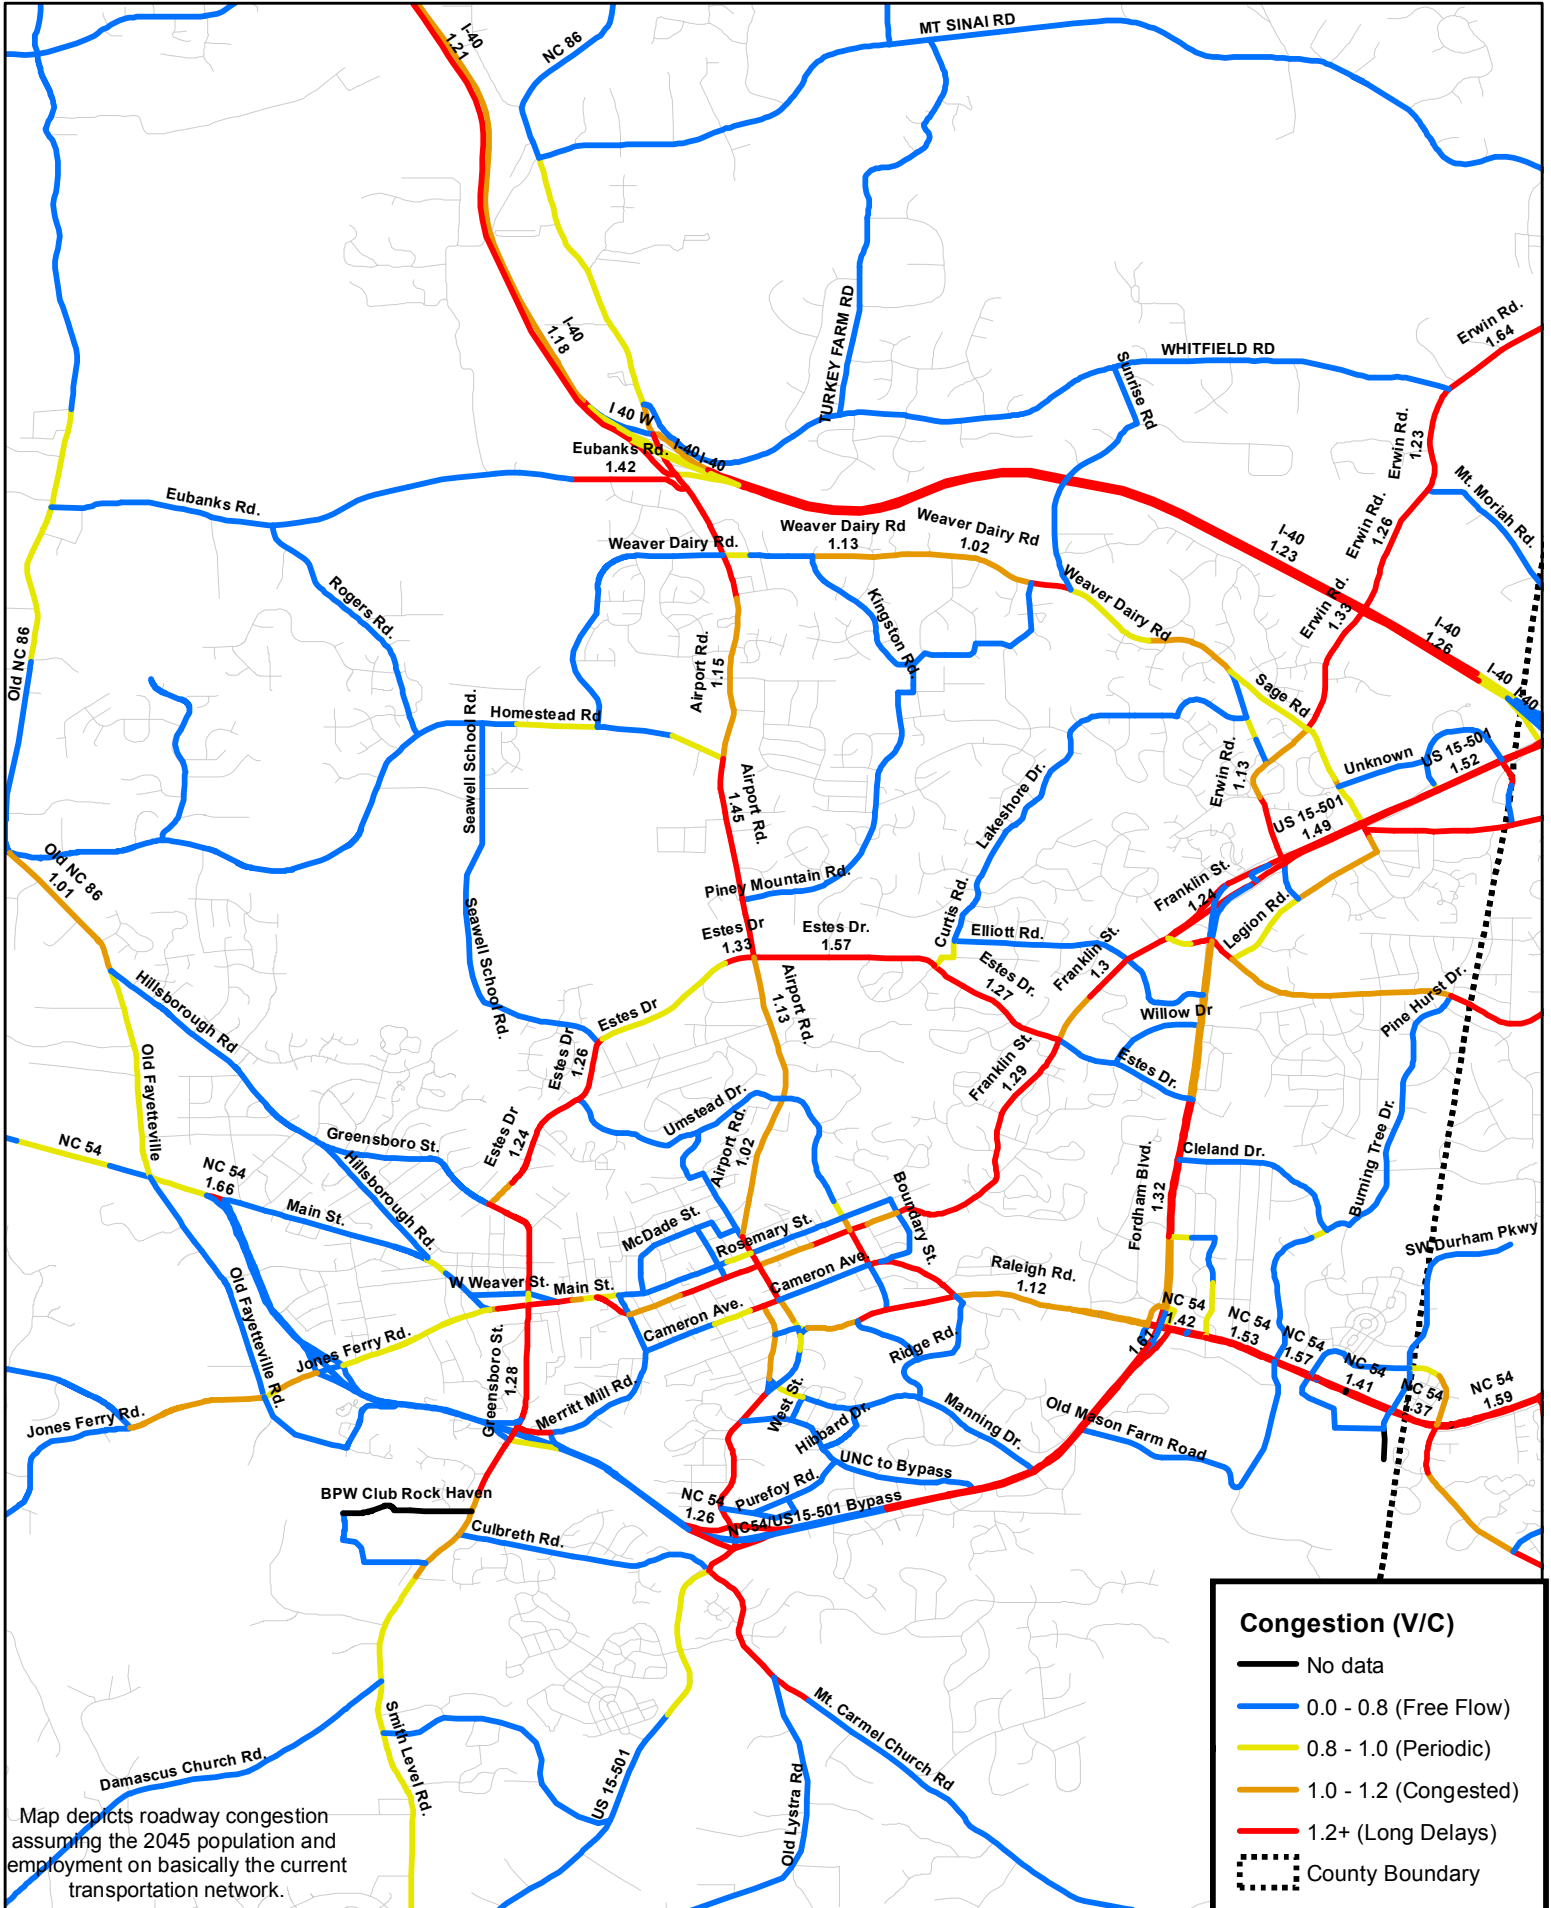 I-40
1.21
NC 86
MT SINAI RD
I-40
1.18
TURKEY FARM RD
Sunrise Rd
WHITFIELD RD
Erwin Rd.
1.64
I 40 W
Eubanks Rd.
1.42
I-40
I-40
Erwin Rd.
1.23
Mt. Moriah Rd.
Eubanks Rd.
Weaver Dairy Rd.
Weaver Dairy Rd
1.13
Weaver Dairy Rd
1.02
I-40
1.23
Erwin Rd.
1.26
Rogers Rd.
Kingston Rd.
Weaver Dairy Rd
Erwin Rd.
1.33
I-40
1.26
Old NC 86
Airport Rd.
1.15
Homestead Rd
Seawell School Rd.
Sage Rd
I-40
I-40
Unknown
US 15-501
1.52
Erwin Rd.
1.13
US 15-501
1.49
Airport Rd.
1.45
Lakeshore Dr.
Old NC 86
1.01
Piney Mountain Rd.
Franklin St.
1.24
Curtis Rd.
Legion Rd.
Seawell School Rd.
Estes Dr
1.33
Estes Dr.
1.57
Elliott Rd.
Franklin St.
1.3
Estes Dr.
1.27
Hillsborough Rd
Airport Rd.
1.13
Estes Dr
Willow Dr
Pine Hurst Dr.
Old Fayetteville
Estes Dr
1.26
Franklin St.
1.29
Estes Dr.
Umstead Dr.
Airport Rd.
1.02
NC 54
Greensboro St.
Estes Dr
1.24
Cleland Dr.
Burning Tree Dr.
NC 54
1.66
Hillsborough Rd.
Main St.
Boundary St.
Fordham Blvd.
1.32
McDade St.
Rosemary St.
SW Durham Pkwy
Old Fayetteville Rd.
W Weaver St.
Main St.
Cameron Ave.
Cameron Ave.
Raleigh Rd.
1.12
NC 54
1.42
NC 54
1.53
1.67
NC 54
1.57
NC 54
1.41
NC 54
1.37
NC 54
1.59
Jones Ferry Rd.
Greensboro St.
1.28
Ridge Rd.
Merritt Mill Rd.
West St.
Manning Dr.
Old Mason Farm Road
Jones Ferry Rd.
Hibbard Dr.
UNC to Bypass
BPW Club Rock Haven
NC 54
1.26
Purefoy Rd.
NC54/US15-501 Bypass
Culbreth Rd.
Mt. Carmel Church Rd
Smith Level Rd.
Damascus Church Rd.
US 15-501
Old Lystra Rd
Map depicts roadway congestion
assuming the 2045 population and
employment on basically the current
transportation network.
Congestion (V/C)
No data
0.0 - 0.8 (Free Flow)
0.8 - 1.0 (Periodic)
1.0 - 1.2 (Congested)
1.2+ (Long Delays)
County Boundary